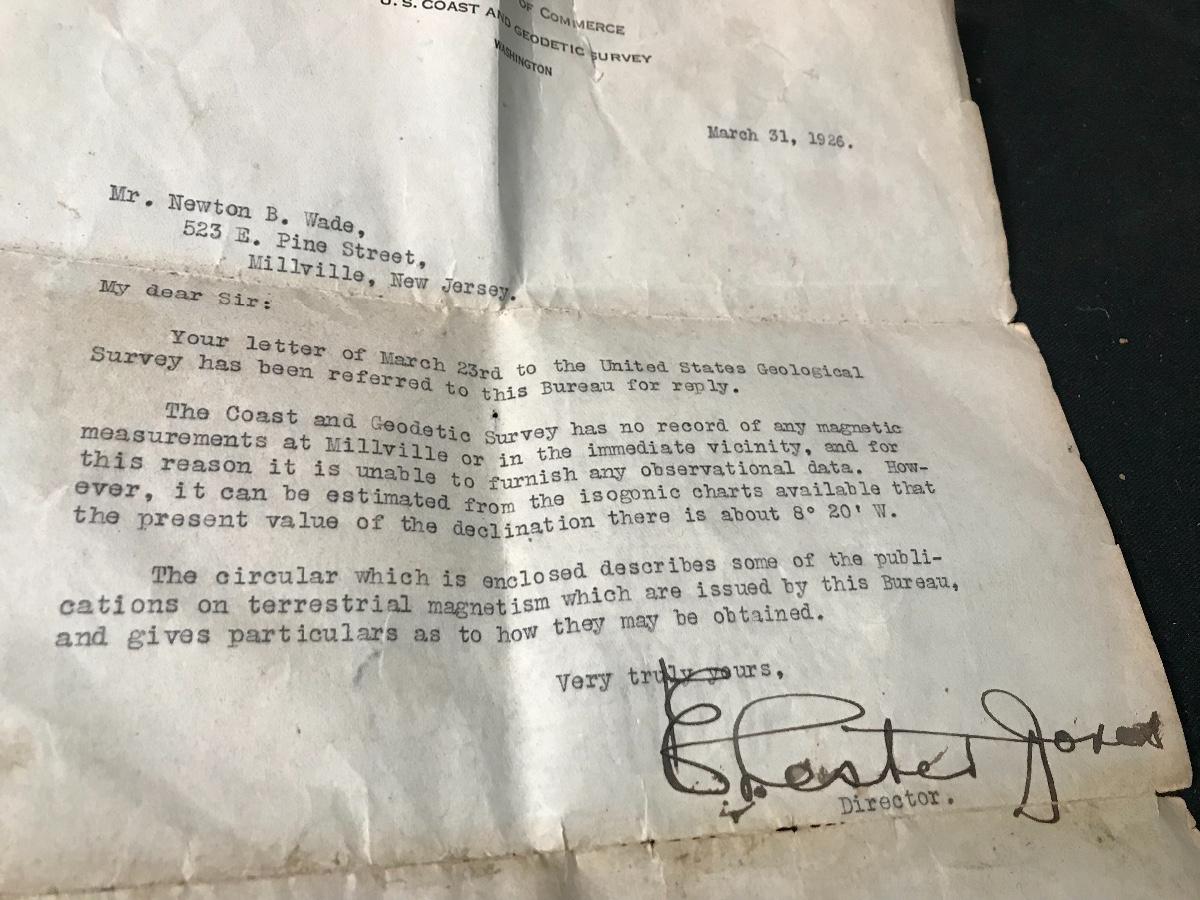 OF COMMERCE
U. S. COAST AND GEODETIC SURVEY
WASHINGTON
March 31, 1926.
Mr. Newton B. Wade,
523 E. Pine Street,
Millville, New Jersey.
My dear Sir:
Your letter of March 23rd to the United States Geological
Survey has been referred to this Bureau for reply.
The Coast and Geodetic Survey has no record of any magnetic
measurements at Millville or in the immediate vicinity, and for
this reason it is unable to furnish any observational data. How-
ever, it can be estimated from the isogonic charts available that
the present value of the declination there is about 8° 20' W.
The circular which is enclosed describes some of the publi-
cations on terrestrial magnetism which are issued by this Bureau,
and gives particulars as to how they may be obtained.
Very truly yours,
E. Lester Jones
Director.